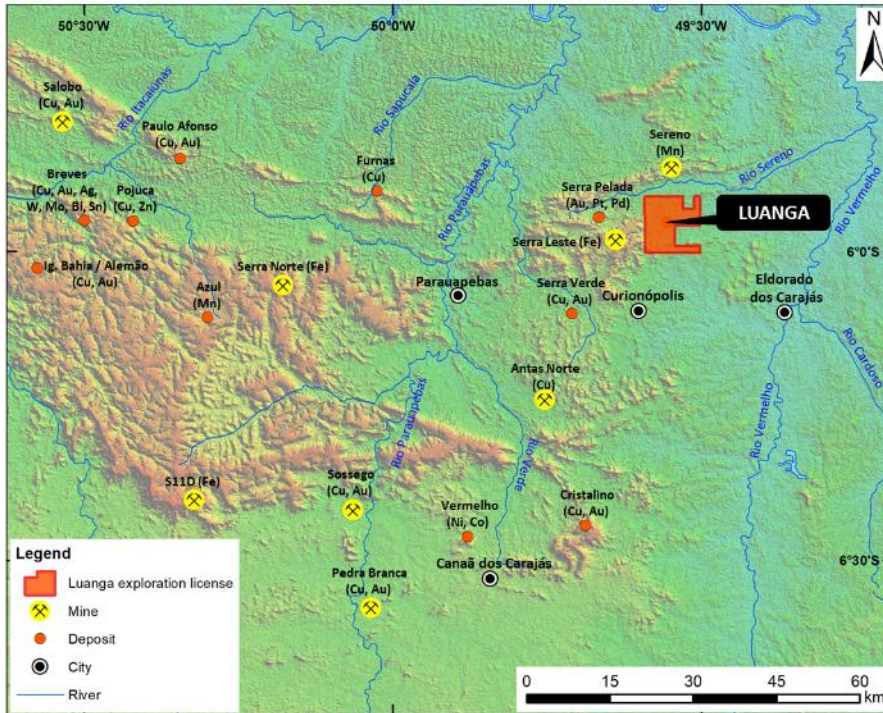 50°30'W
50°0'W
49°30'W
N
Salobo
(Cu, Au)
Rio Itacaiunas
Paulo Afonso
(Cu, Au)
Rio Sapucaia
Furnas
(Cu)
Rio Parauapebas
Sereno
(Mn)
Rio Sereno
Rio Vermelho
Breves
(Cu, Au, Ag,
W, Mo, Bi, Sn)
Pojuca
(Cu, Zn)
Serra Pelada
(Au, Pt, Pd)
LUANGA
Serra Leste (Fe)
6°0'S
Ig. Bahia / Alemão
(Cu, Au)
Serra Norte (Fe)
Azul
(Mn)
Parauapebas
Serra Verde
(Cu, Au)
Curionópolis
Eldorado
dos Carajás
Rio Cardoso
Antas Norte
(Cu)
Rio Parauapebas
Rio Verde
Rio Vermelho
S11D (Fe)
Sossego
(Cu, Au)
Vermelho
(Ni, Co)
Cristalino
(Cu, Au)
6°30'S
Canaã dos Carajás
Pedra Branca
(Cu, Au)
Legend
Luanga exploration license
Mine
Deposit
City
River
0 15 30 45 60
km